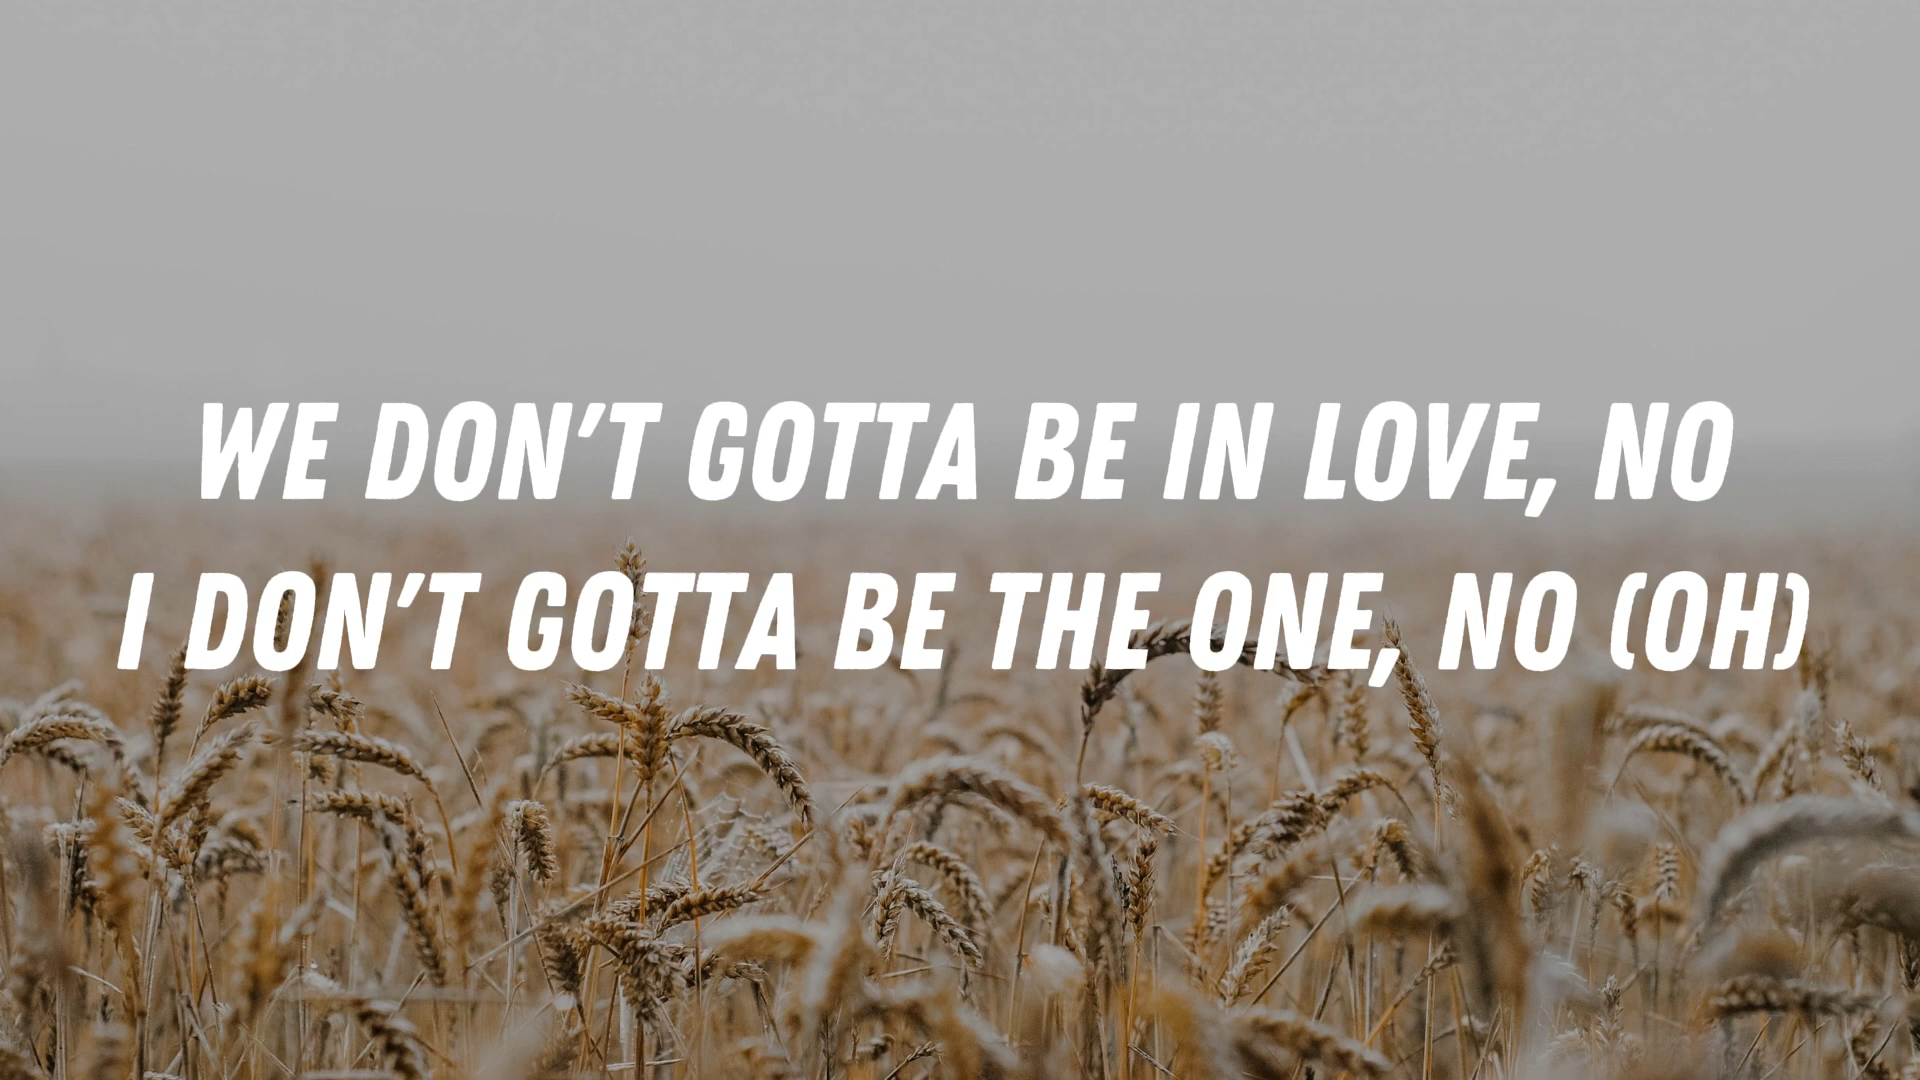 WE DON'T GOTTA BE IN LOVE, NO
I DON'T GOTTA BE THE ONE, NO (OH)